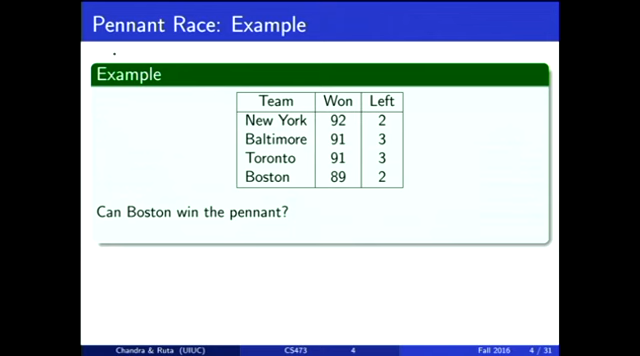 Pennant Race: Example
Example
Team Won Left
New York 92 2
Baltimore 91 3
Toronto 91 3
Boston 89 2
Can Boston win the pennant?
Chandra & Ruta (UIUC) CS473 4 Fall 2016 4 / 31